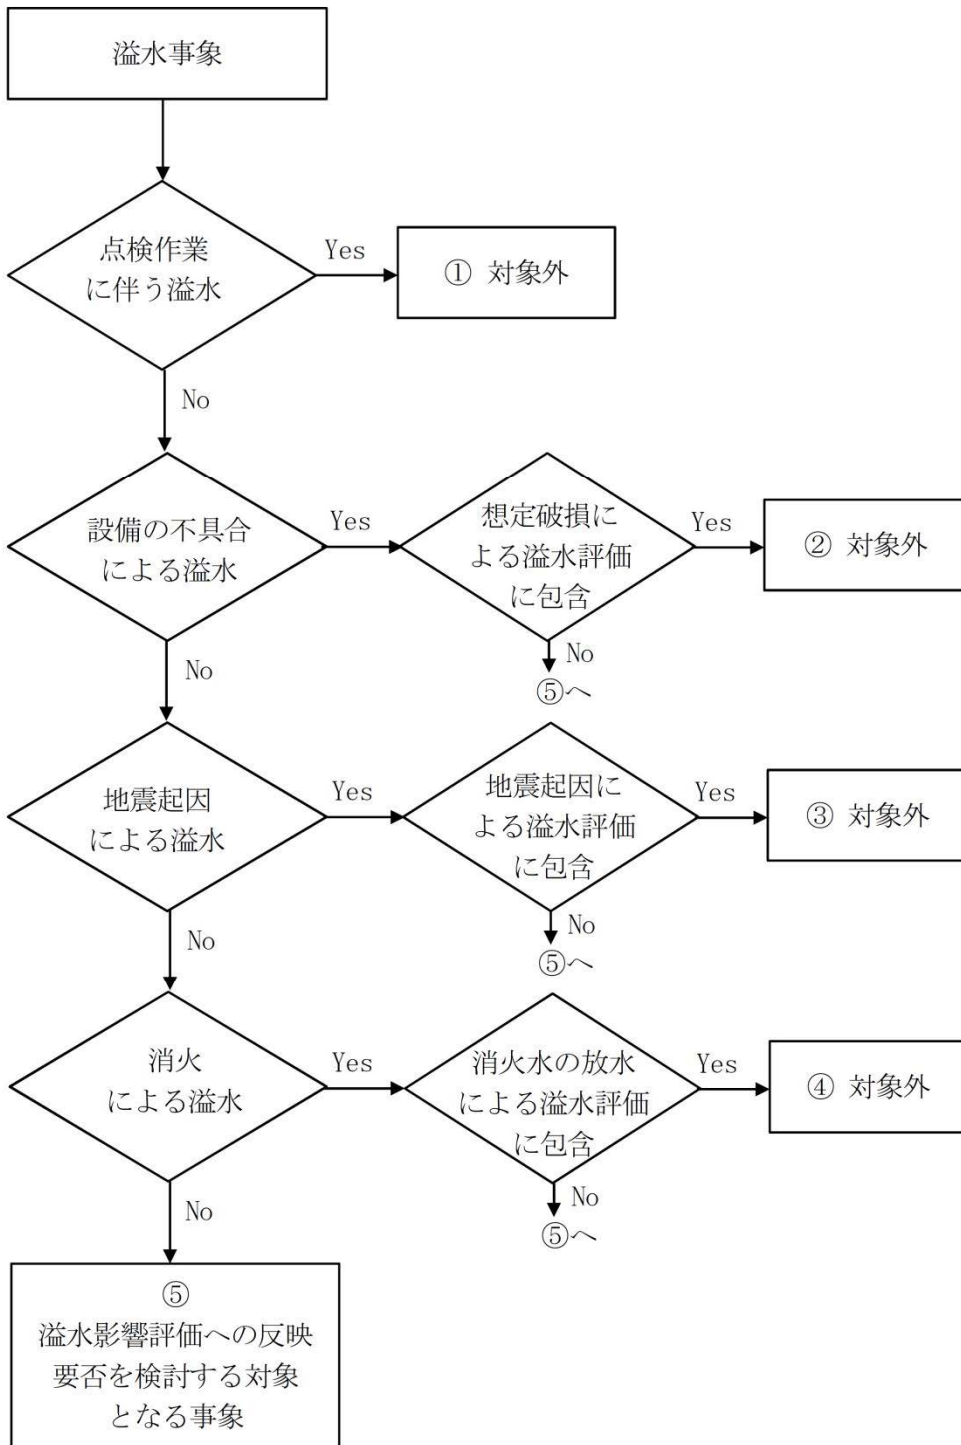 溢水事象
点検作業
に伴う溢水
Yes
① 対象外
No
設備の不具合
による溢水
Yes
想定破損に
よる溢水評価
に包含
Yes
② 対象外
No
⑤へ
No
地震起因
による溢水
Yes
地震起因に
よる溢水評価
に包含
Yes
③ 対象外
No
⑤へ
No
消火
による溢水
Yes
消火水の放水
による溢水評価
に包含
Yes
④ 対象外
No
⑤へ
No
⑤
溢水影響評価への反映
要否を検討する対象
となる事象